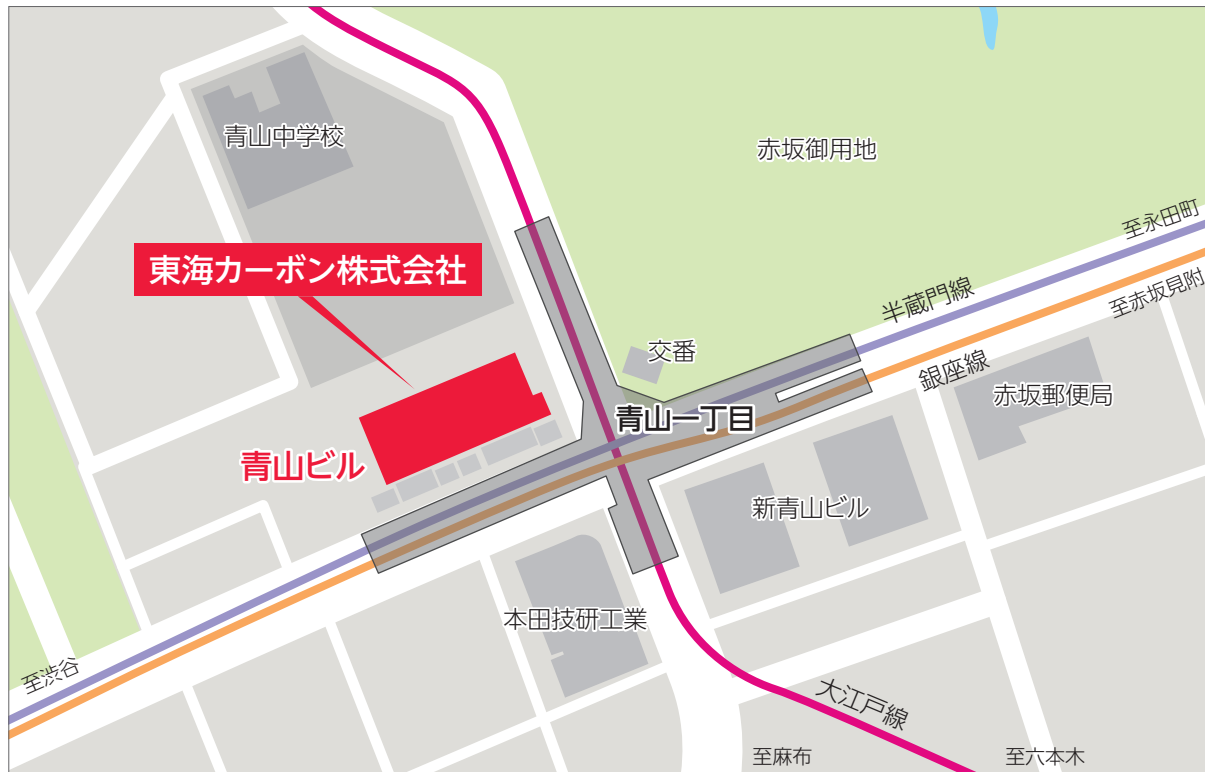 青山中学校
赤坂御用地
至永田町
東海カーボン株式会社
半蔵門線
至赤坂見附
交番
銀座線
赤坂郵便局
青山一丁目
青山ビル
新青山ビル
本田技研工業
至渋谷
大江戸線
至麻布
至六本木